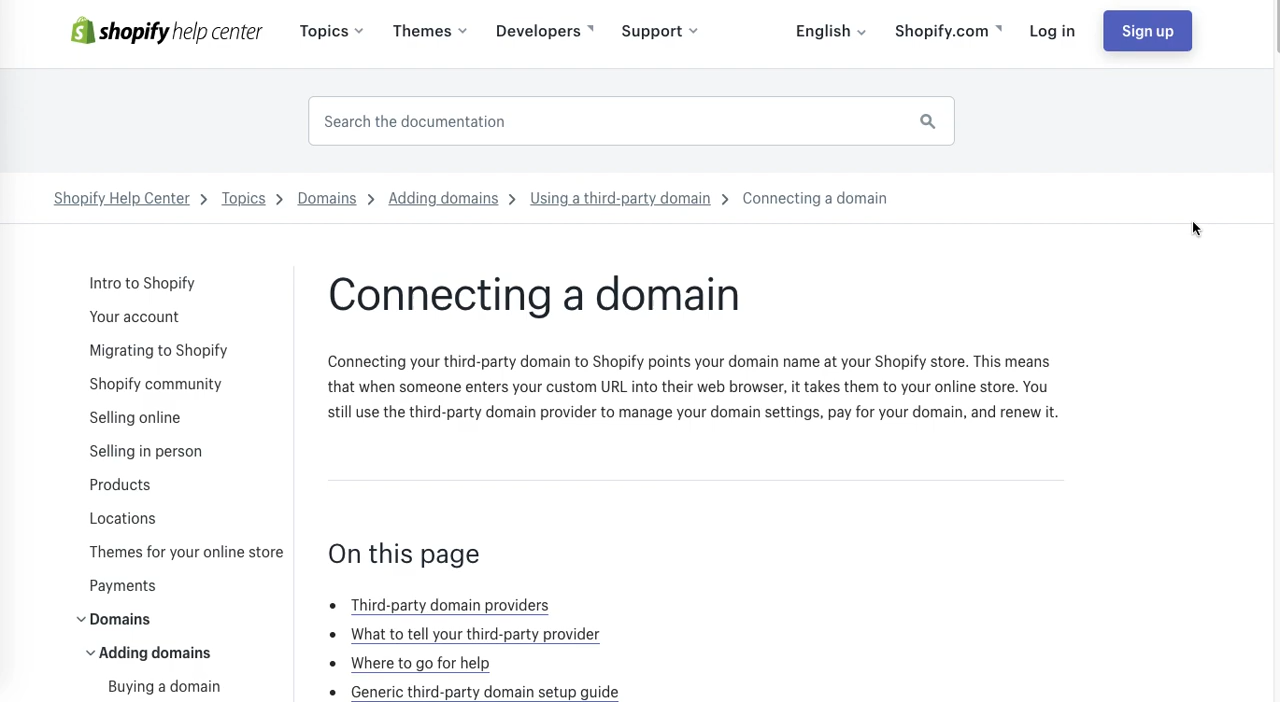 shopify help center Topics Themes Developers Support English Shopify.com Log in Sign up
Search the documentation
Shopify Help Center Topics Domains Adding domains Using a third-party domain Connecting a domain
Intro to Shopify
Your account
Migrating to Shopify
Shopify community
Selling online
Selling in person
Products
Locations
Themes for your online store
Payments
Domains
Adding domains
Buying a domain
Connecting a domain
Connecting your third-party domain to Shopify points your domain name at your Shopify store. This means
that when someone enters your custom URL into their web browser, it takes them to your online store. You
still use the third-party domain provider to manage your domain settings, pay for your domain, and renew it.
On this page
Third-party domain providers
What to tell your third-party provider
Where to go for help
Generic third-party domain setup guide